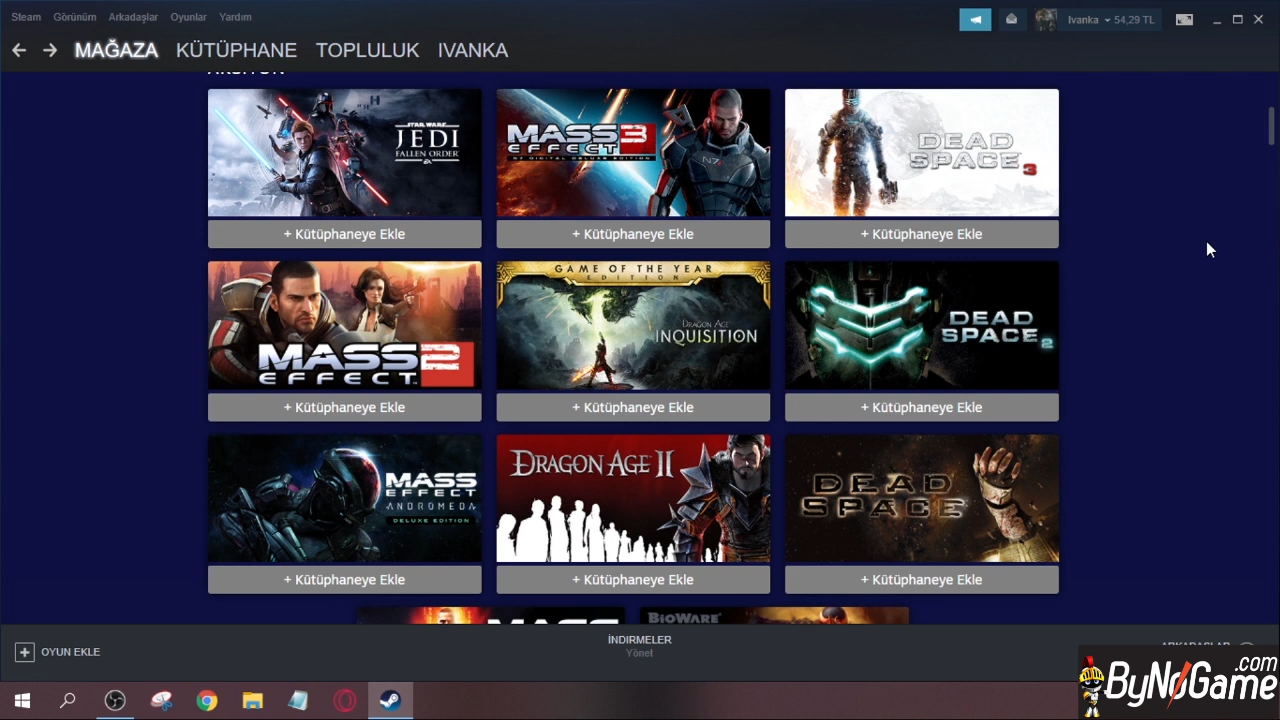 Steam Görünüm Arkadaşlar Oyunlar Yardım
Ivanka 54,29 TL
MAĞAZA KÜTÜPHANE TOPLULUK IVANKA
STAR WARS
JEDI
FALLEN ORDER
EA
MASS
EFFECT 3
N7 DIGITAL DELUXE EDITION
N7
DEAD
SPACE 3
+ Kütüphaneye Ekle
+ Kütüphaneye Ekle
+ Kütüphaneye Ekle
MASS 2
EFFECT
GAME OF THE YEAR
EDITION
DRAGON AGE
INQUISITION
DEAD
SPACE 2
+ Kütüphaneye Ekle
+ Kütüphaneye Ekle
+ Kütüphaneye Ekle
MASS
EFFECT
ANDROMEDA
DELUXE EDITION
DRAGON AGE II
DEAD
SPACE
+ Kütüphaneye Ekle
+ Kütüphaneye Ekle
+ Kütüphaneye Ekle
MASS
BIOWARE
İNDİRMELER
Yönet
+ OYUN EKLE
ByNoGame.com